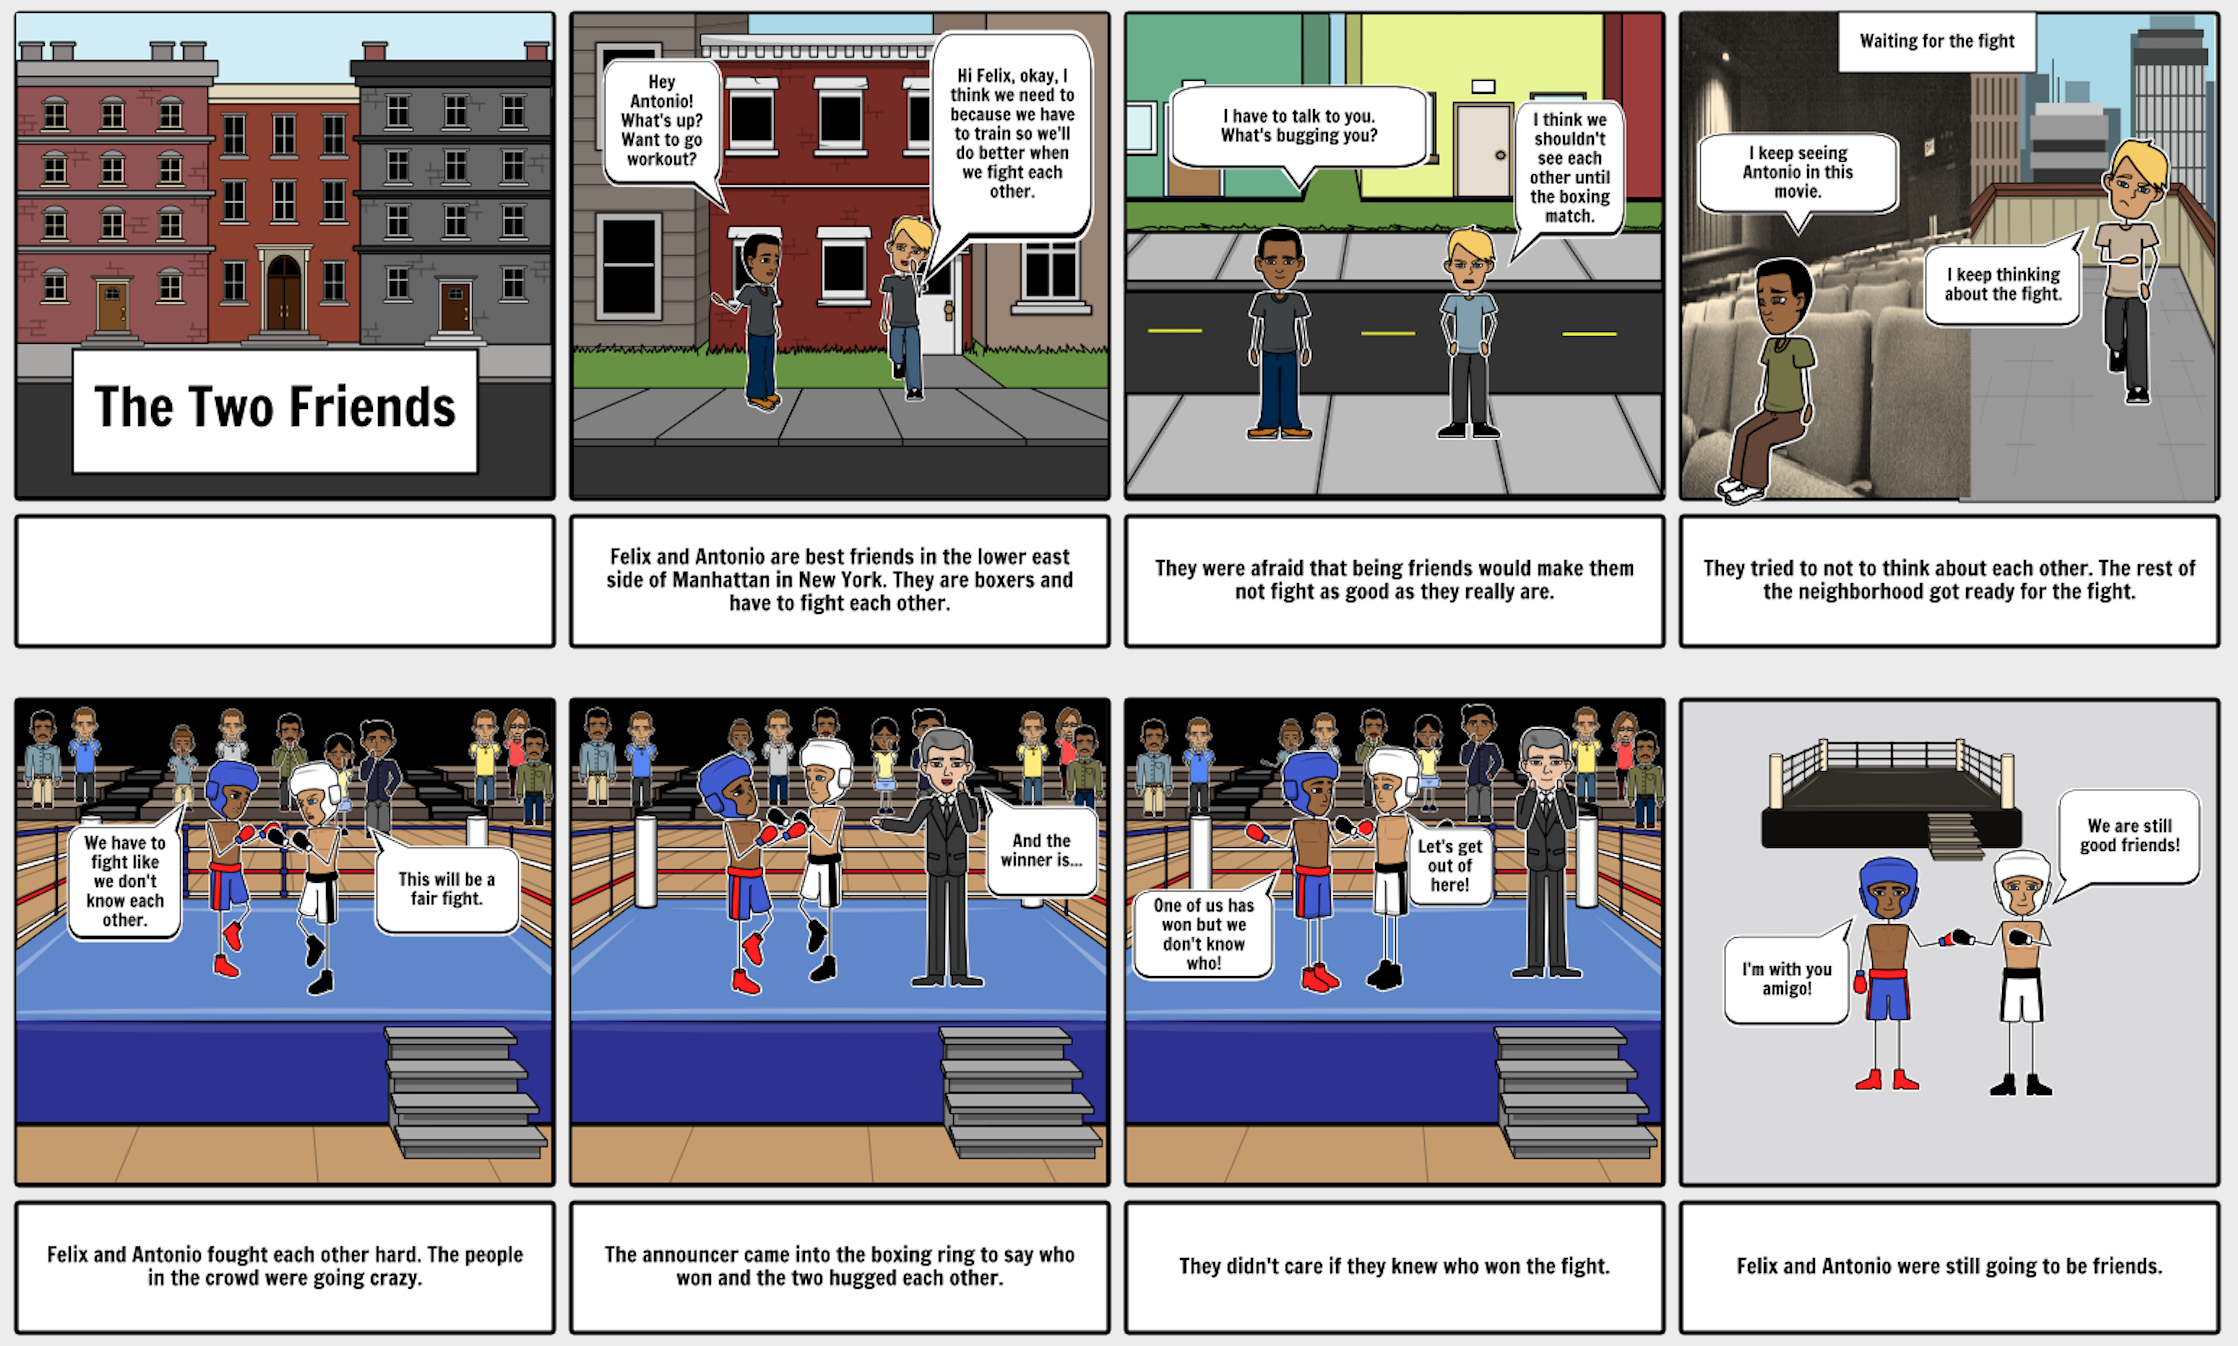 The Two Friends
Hey
Antonio!
What's up?
Want to go
workout?
Hi Felix, okay, I
think we need to
because we have
to train so we'll
do better when
we fight each
other.
I have to talk to you.
What's bugging you?
I think we
shouldn't
see each
other until
the boxing
match.
Waiting for the fight
I keep seeing
Antonio in this
movie.
I keep thinking
about the fight.
Felix and Antonio are best friends in the lower east
side of Manhattan in New York. They are boxers and
have to fight each other.
They were afraid that being friends would make them
not fight as good as they really are.
They tried to not to think about each other. The rest of
the neighborhood got ready for the fight.
We have to
fight like
we don't
know each
other.
This will be a
fair fight.
And the
winner is...
One of us has
won but we
don't know
who!
Let's get
out of
here!
We are still
good friends!
I'm with you
amigo!
Felix and Antonio fought each other hard. The people
in the crowd were going crazy.
The announcer came into the boxing ring to say who
won and the two hugged each other.
They didn't care if they knew who won the fight.
Felix and Antonio were still going to be friends.